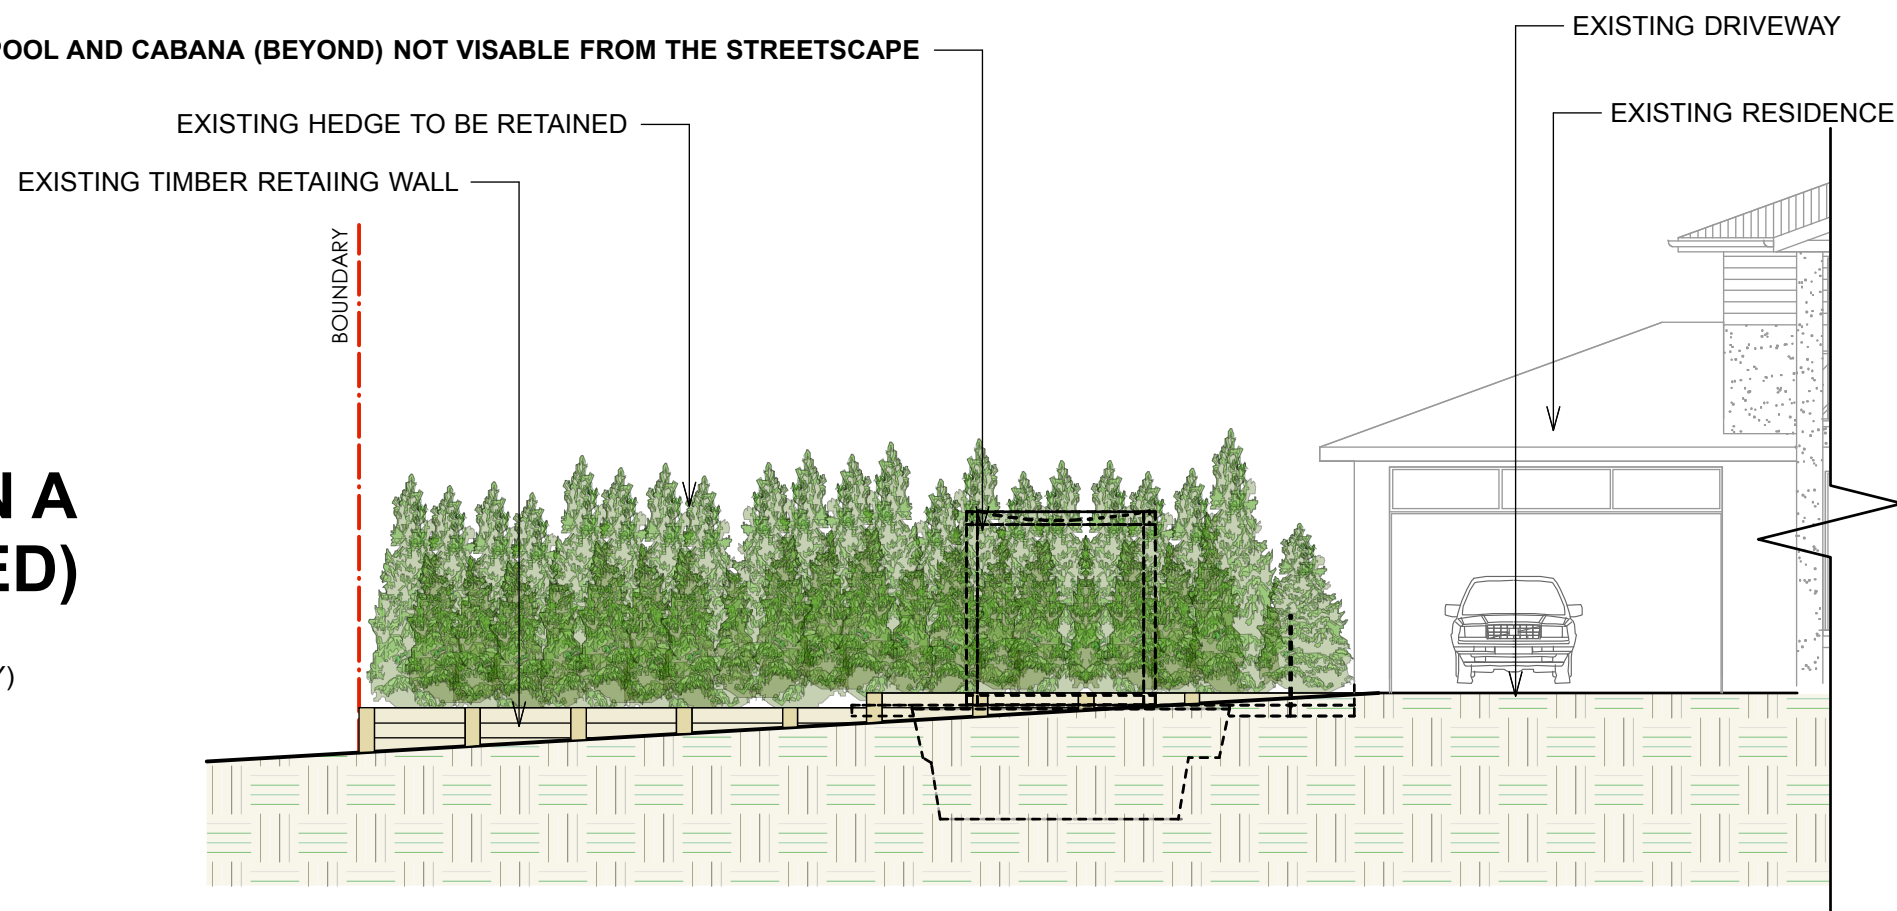 POOL AND CABANA (BEYOND) NOT VISABLE FROM THE STREETSCAPE
EXISTING DRIVEWAY
EXISTING HEDGE TO BE RETAINED
EXISTING RESIDENCE
EXISTING TIMBER RETAIING WALL
BOUNDARY
N A
ED)
Y)